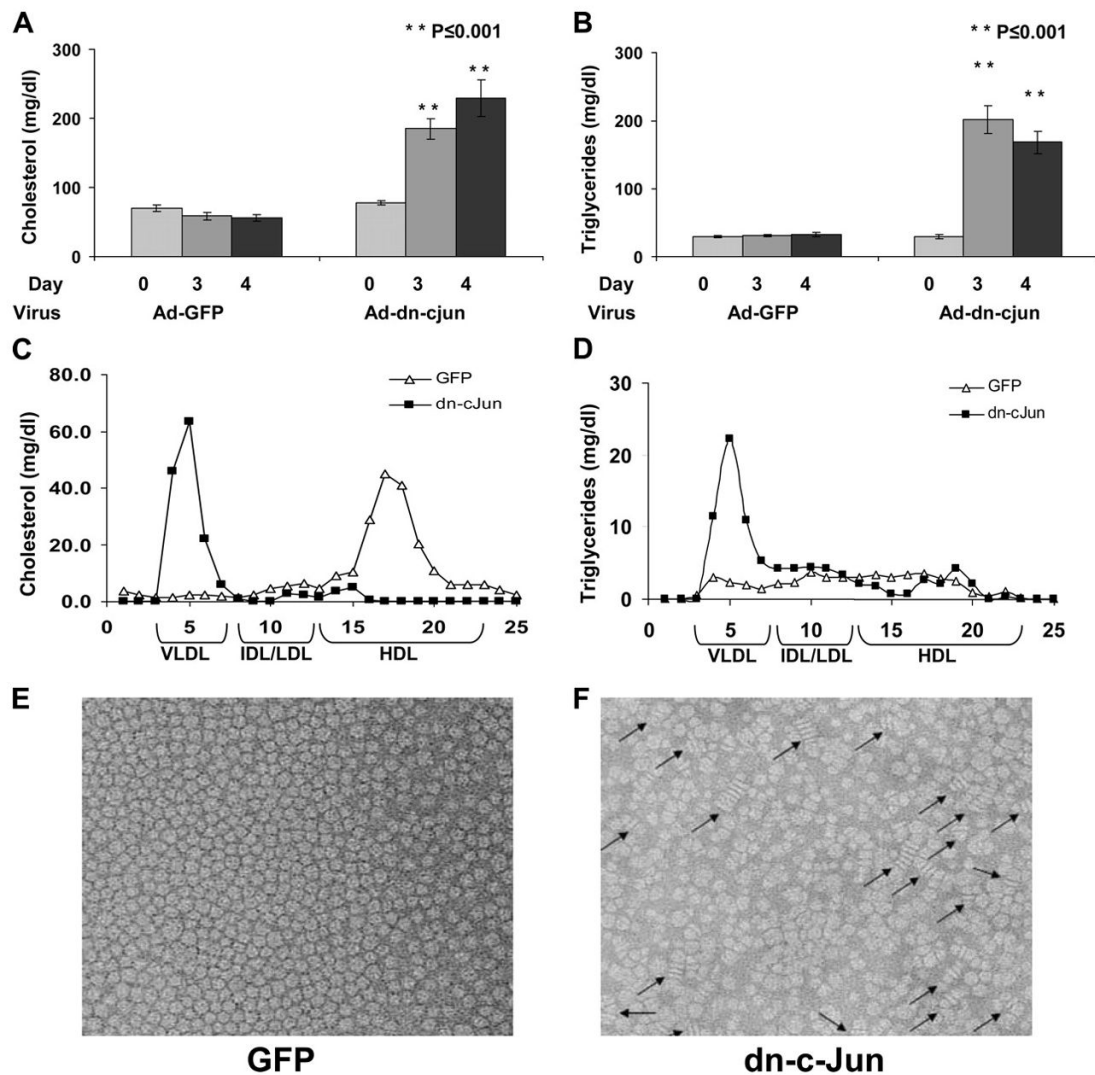 A
** P≤0.001
300
200
100
0
Cholesterol (mg/dl)
**
**
Day 0 3 4 0 3 4
Virus Ad-GFP Ad-dn-cjun
B
** P≤0.001
300
200
100
0
Triglycerides (mg/dl)
**
**
Day 0 3 4 0 3 4
Virus Ad-GFP Ad-dn-cjun
C
80.0
60.0
40.0
20.0
0.0
Cholesterol (mg/dl)
GFP
dn-cJun
0 5 10 15 20 25
VLDL IDL/LDL HDL
D
30
20
10
0
Triglycerides (mg/dl)
GFP
dn-cJun
0 5 10 15 20 25
VLDL IDL/LDL HDL
E
GFP
F
dn-c-Jun